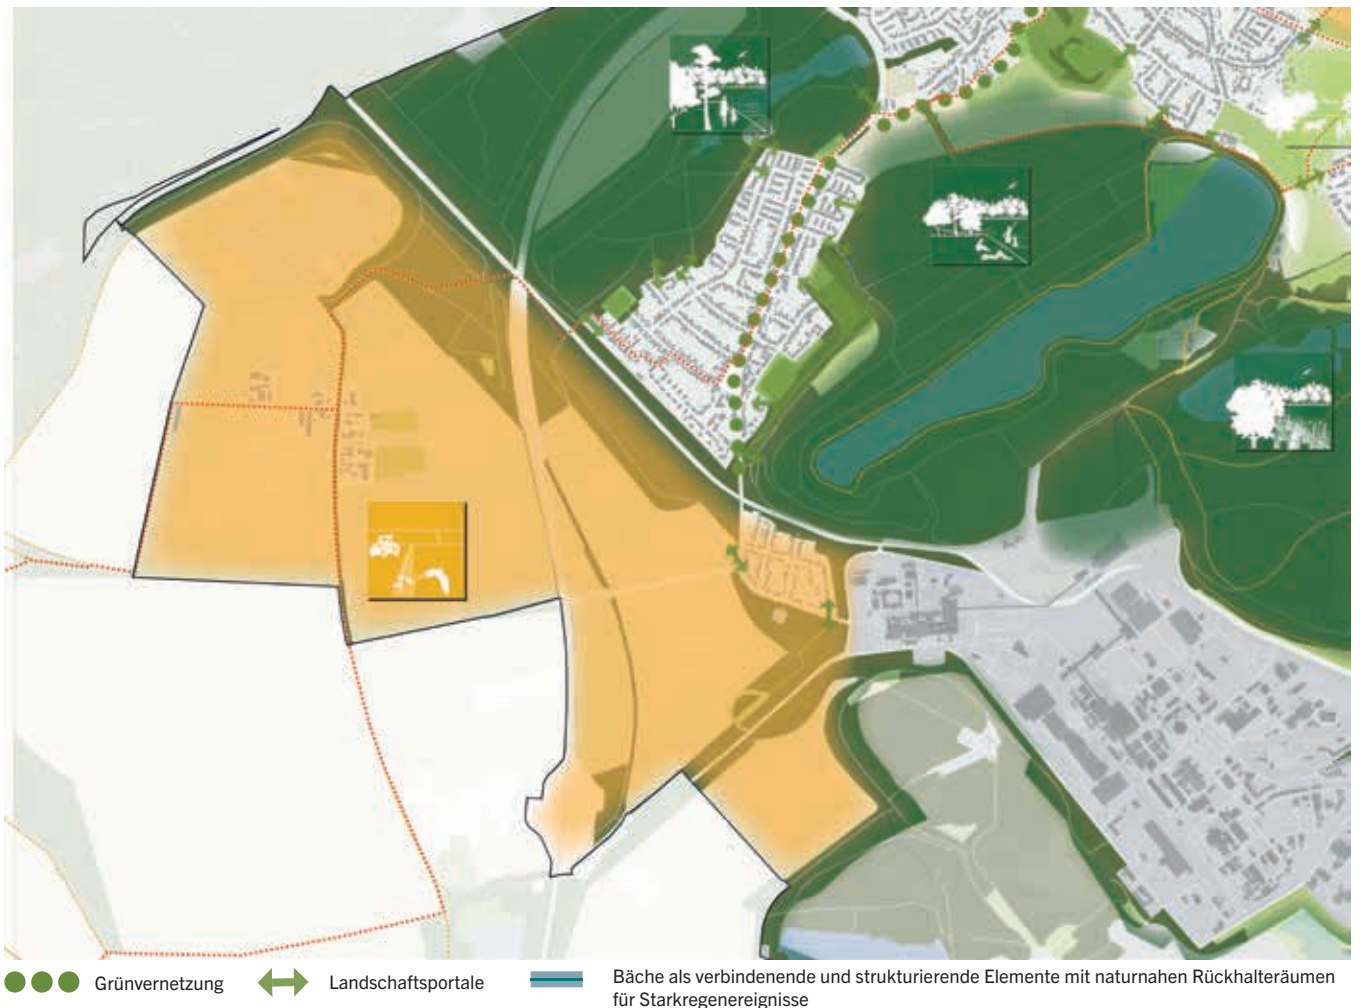 Grünvernetzung
Landschaftsportale
Bäche als verbindenende und strukturierende Elemente mit naturnahen Rückhalteräumen
für Starkregenereignisse